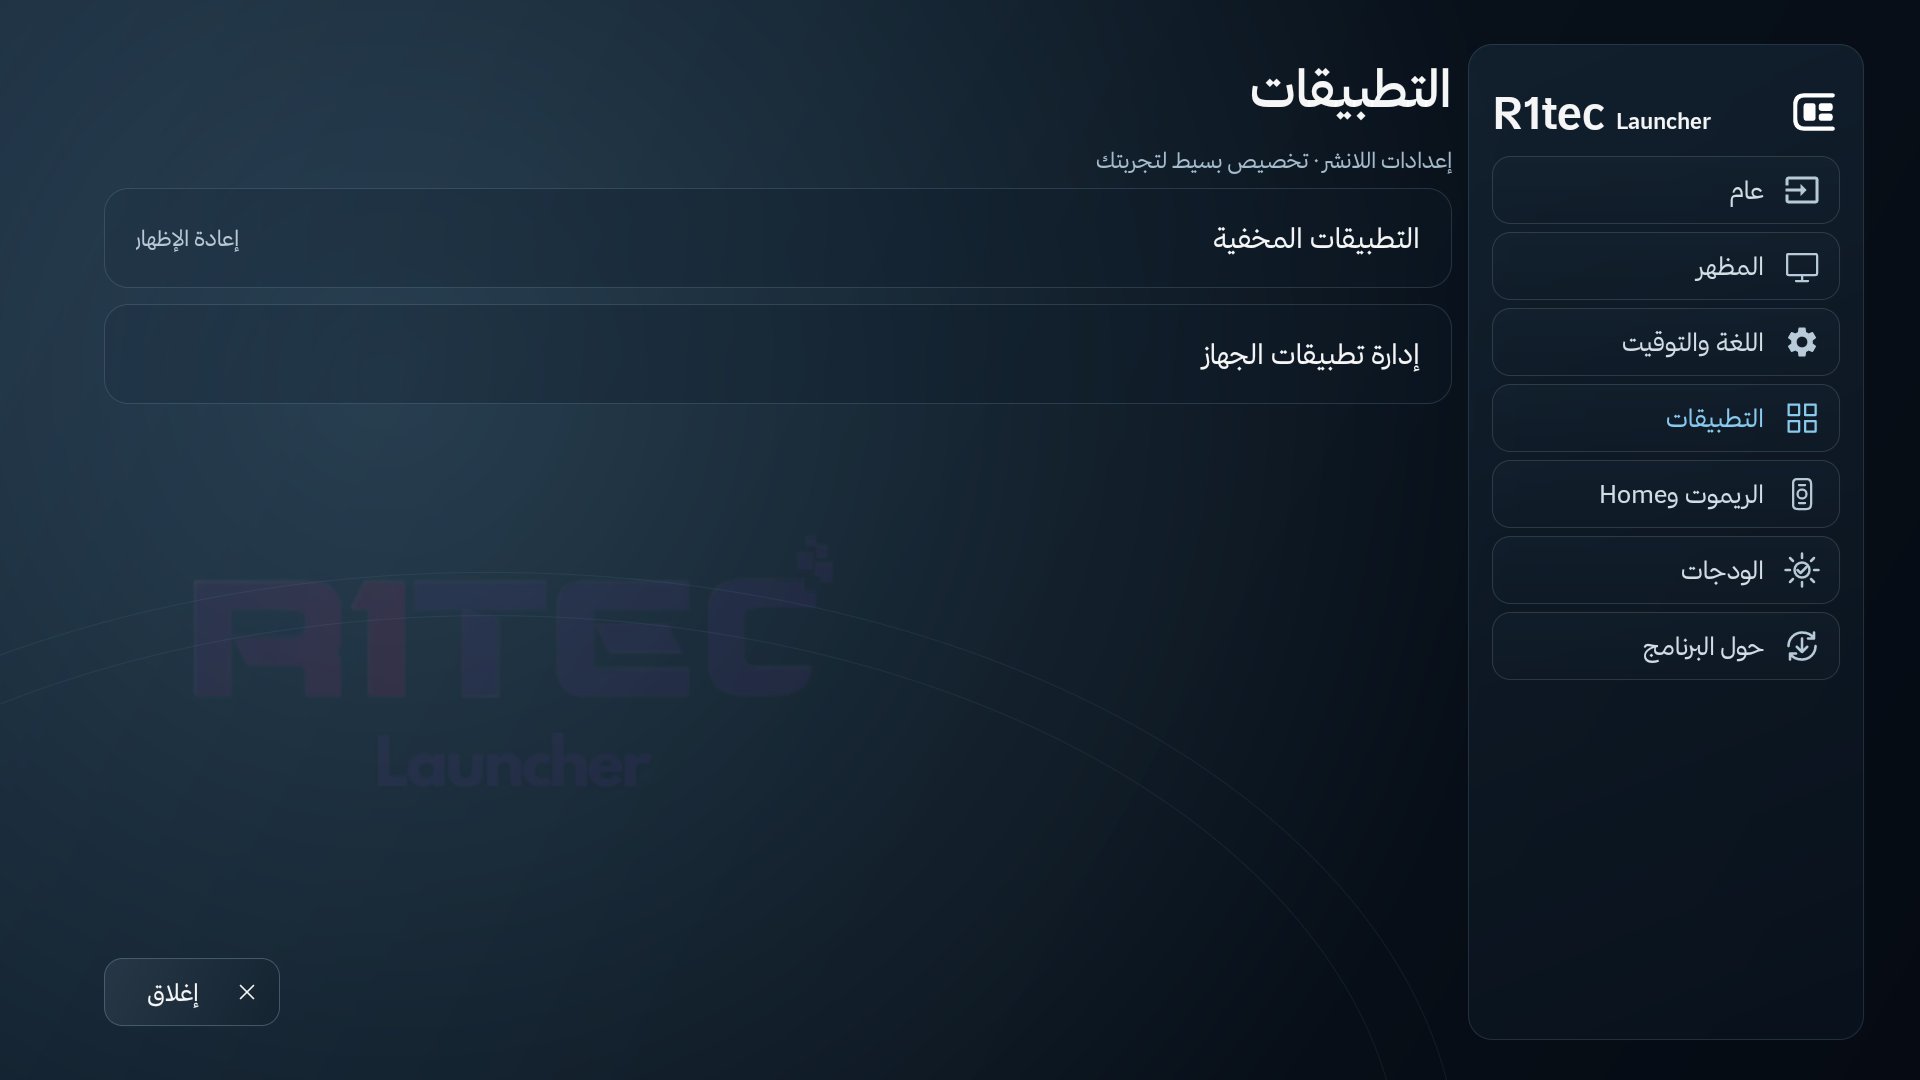 R1tec Launcher
عام
المظهر
اللغة والتوقيت
التطبيقات
الريموت وHome
الودجات
حول البرنامج
التطبيقات
إعدادات اللانشر · تخصيص بسيط لتجربتك
التطبيقات المخفية
إعادة الإظهار
إدارة تطبيقات الجهاز
R1TEC
Launcher
إغلاق